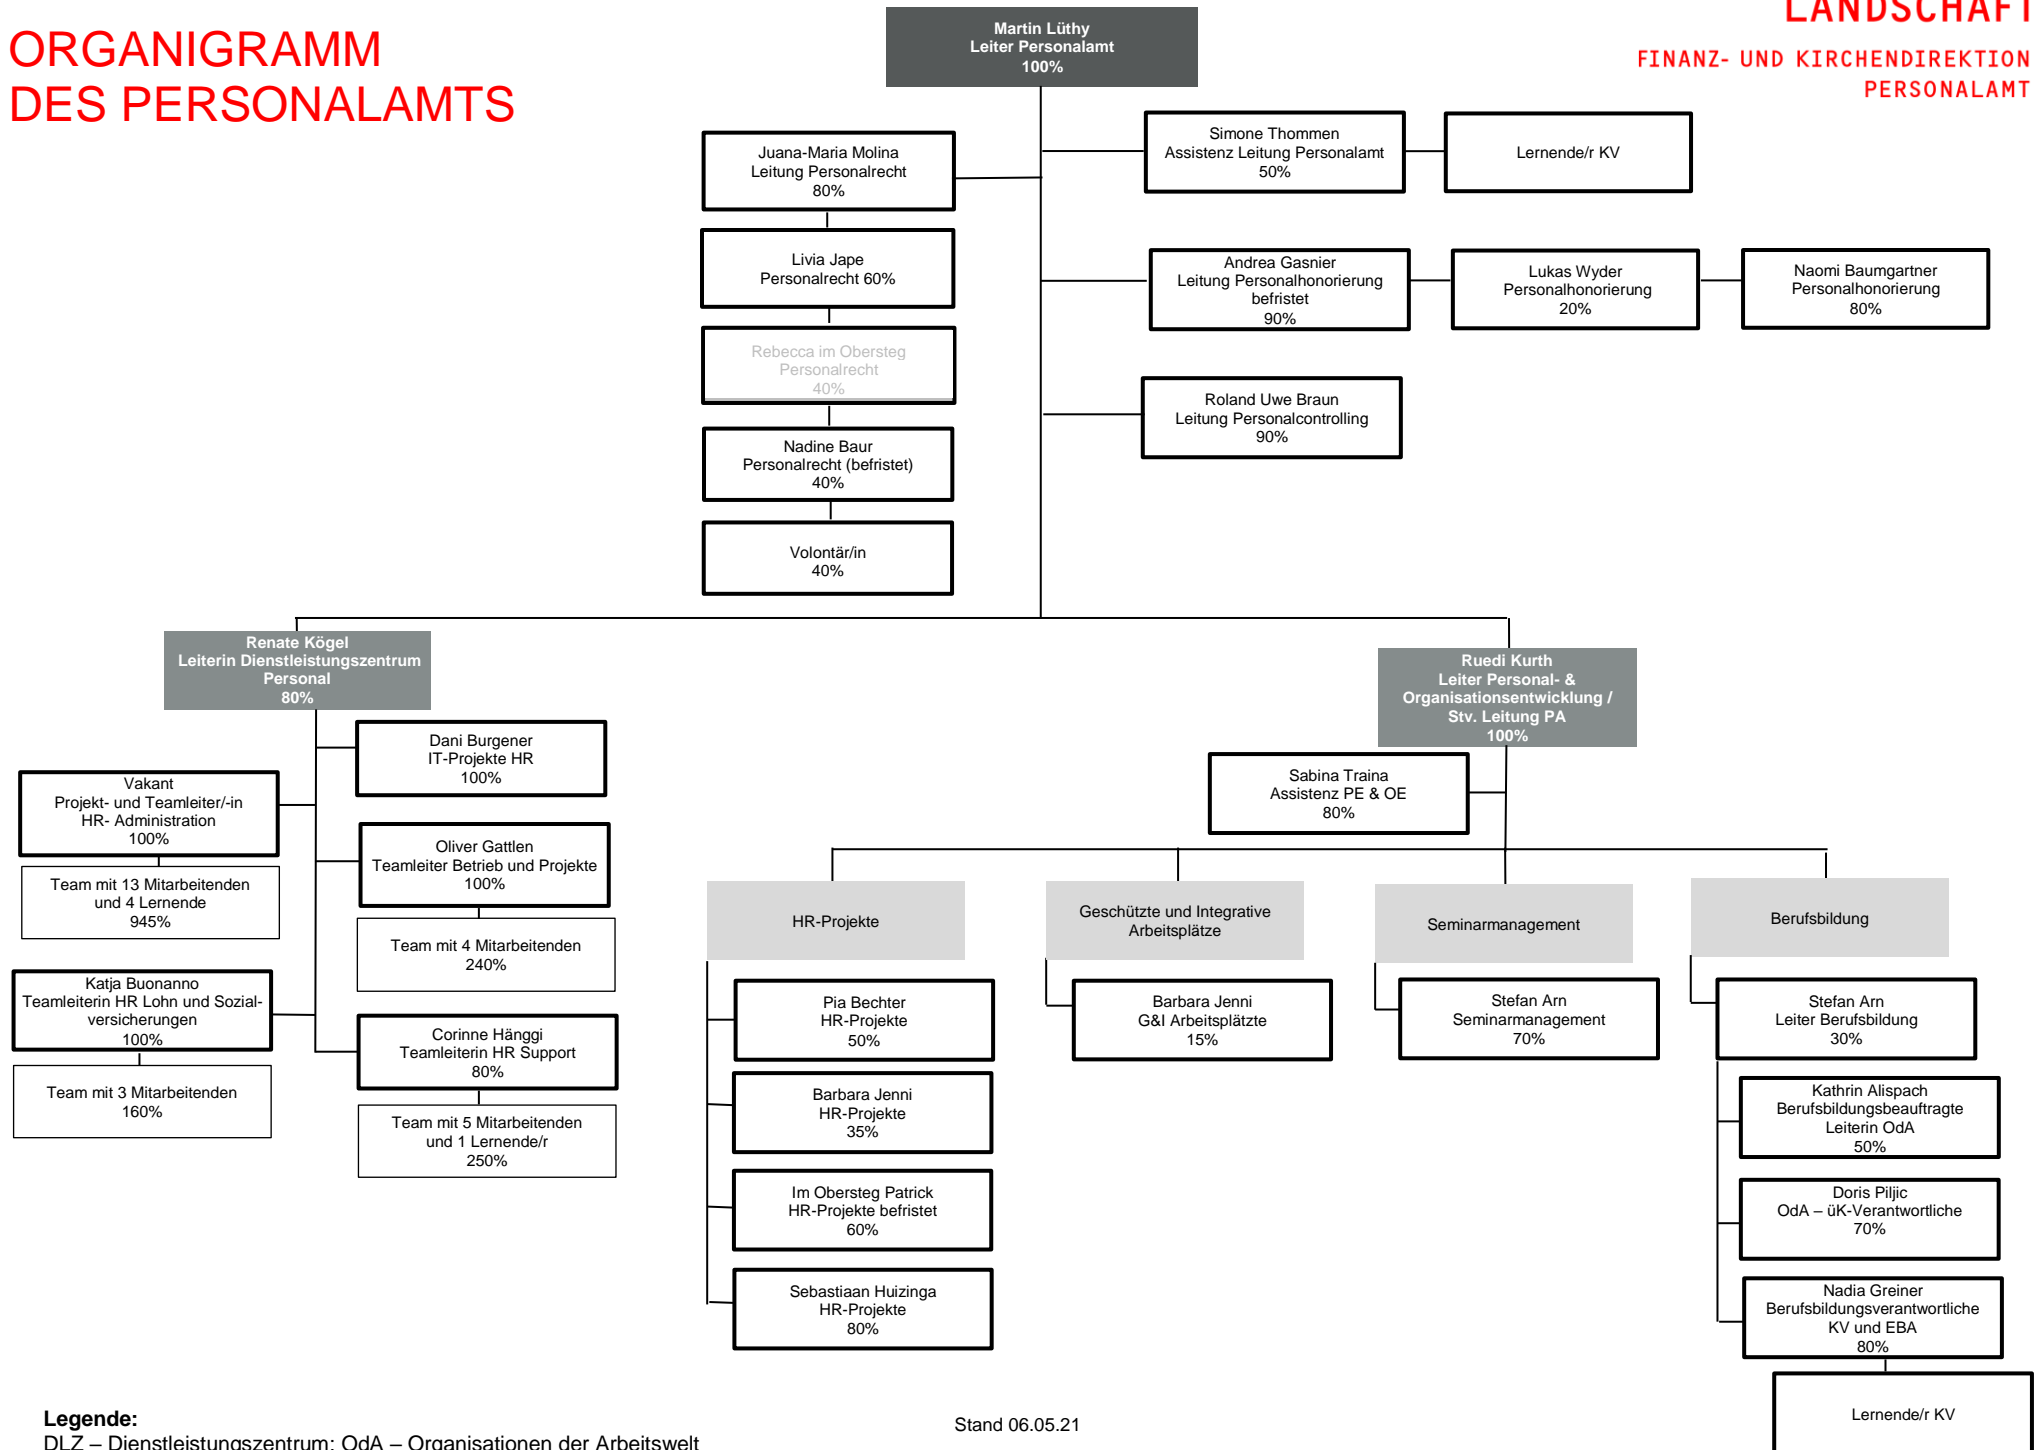 ORGANIGRAMM
DES PERSONALAMTS
LANDSCHAFT
FINANZ- UND KIRCHENDIREKTION
PERSONALAMT
Martin Lüthy
Leiter Personalamt
100%
Simone Thommen
Assistenz Leitung Personalamt
50%
Lernende/r KV
Juana-Maria Molina
Leitung Personalrecht
80%
Livia Jape
Personalrecht 60%
Andrea Gasnier
Leitung Personalhonorierung
befristet
90%
Lukas Wyder
Personalhonorierung
20%
Naomi Baumgartner
Personalhonorierung
80%
Rebecca im Obersteg
Personalrecht
40%
Roland Uwe Braun
Leitung Personalcontrolling
90%
Nadine Baur
Personalrecht (befristet)
40%
Volontär/in
40%
Renate Kögel
Leiterin Dienstleistungszentrum
Personal
80%
Ruedi Kurth
Leiter Personal- &
Organisationsentwicklung /
Stv. Leitung PA
100%
Dani Burgener
IT-Projekte HR
100%
Vakant
Projekt- und Teamleiter/-in
HR- Administration
100%
Team mit 13 Mitarbeitenden
und 4 Lernende
945%
Oliver Gattlen
Teamleiter Betrieb und Projekte
100%
Team mit 4 Mitarbeitenden
240%
Katja Buonanno
Teamleiterin HR Lohn und Sozial-
versicherungen
100%
Team mit 3 Mitarbeitenden
160%
Corinne Hänggi
Teamleiterin HR Support
80%
Team mit 5 Mitarbeitenden
und 1 Lernende/r
250%
Sabina Traina
Assistenz PE & OE
80%
HR-Projekte
Geschützte und Integrative
Arbeitsplätze
Seminarmanagement
Berufsbildung
Pia Bechter
HR-Projekte
50%
Barbara Jenni
HR-Projekte
35%
Im Obersteg Patrick
HR-Projekte befristet
60%
Sebastiaan Huizinga
HR-Projekte
80%
Barbara Jenni
G&I Arbeitsplätzte
15%
Stefan Arn
Seminarmanagement
70%
Stefan Arn
Leiter Berufsbildung
30%
Kathrin Alispach
Berufsbildungsbeauftragte
Leiterin OdA
50%
Doris Piljic
OdA – üK-Verantwortliche
70%
Nadia Greiner
Berufsbildungsverantwortliche
KV und EBA
80%
Lernende/r KV
Legende:
DLZ – Dienstleistungszentrum; OdA – Organisationen der Arbeitswelt
Stand 06.05.21